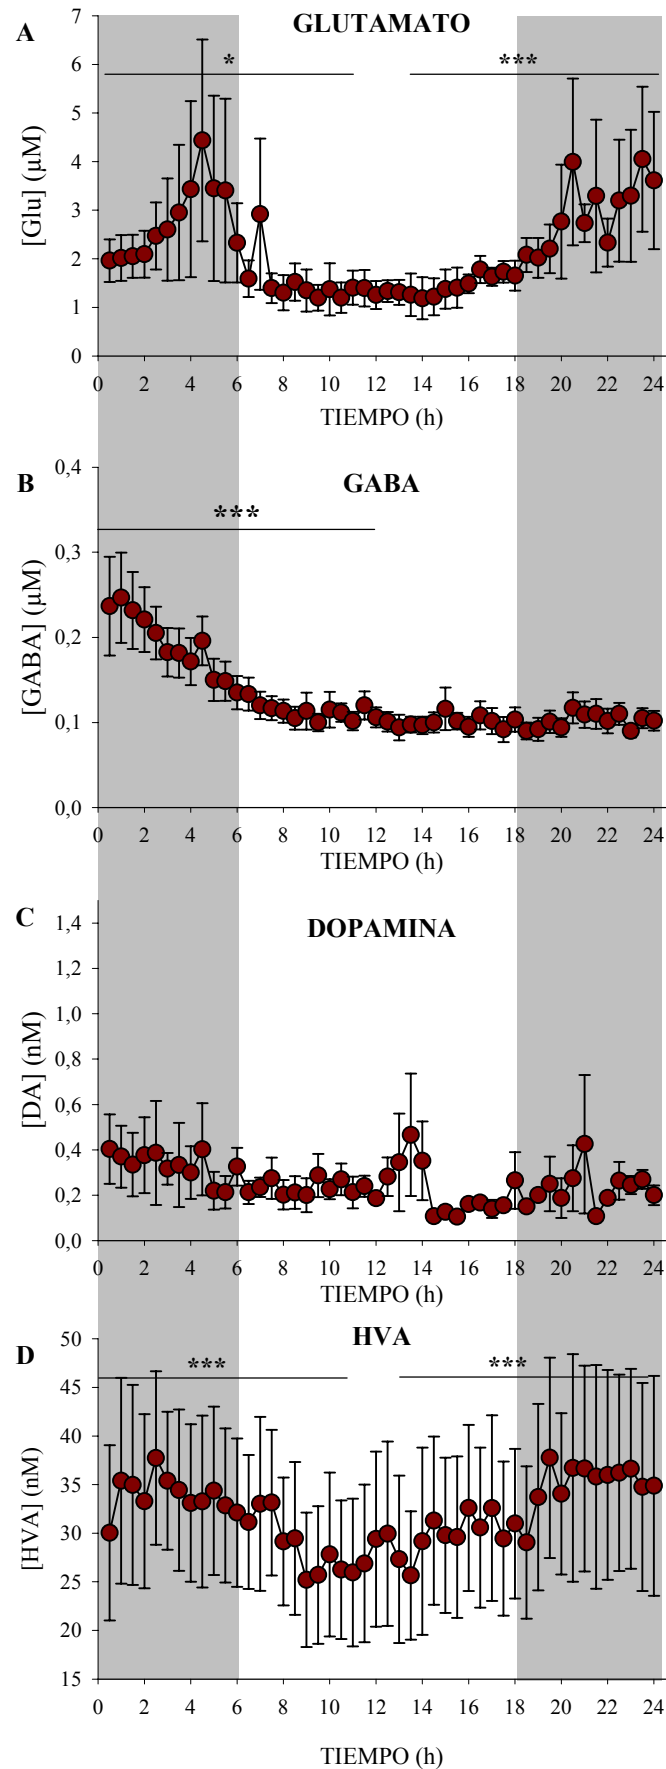 A
GLUTAMATO
7
6
5
4
3
2
1
0
[Glu] (µM)
*
***
0 2 4 6 8 10 12 14 16 18 20 22 24
TIEMPO (h)
B
GABA
0,4
0,3
0,2
0,1
0,0
[GABA] (µM)
***
0 2 4 6 8 10 12 14 16 18 20 22 24
TIEMPO (h)
C
DOPAMINA
1,4
1,2
1,0
0,8
0,6
0,4
0,2
0,0
[DA] (nM)
0 2 4 6 8 10 12 14 16 18 20 22 24
TIEMPO (h)
D
HVA
50
45
40
35
30
25
20
15
[HVA] (nM)
***
***
0 2 4 6 8 10 12 14 16 18 20 22 24
TIEMPO (h)